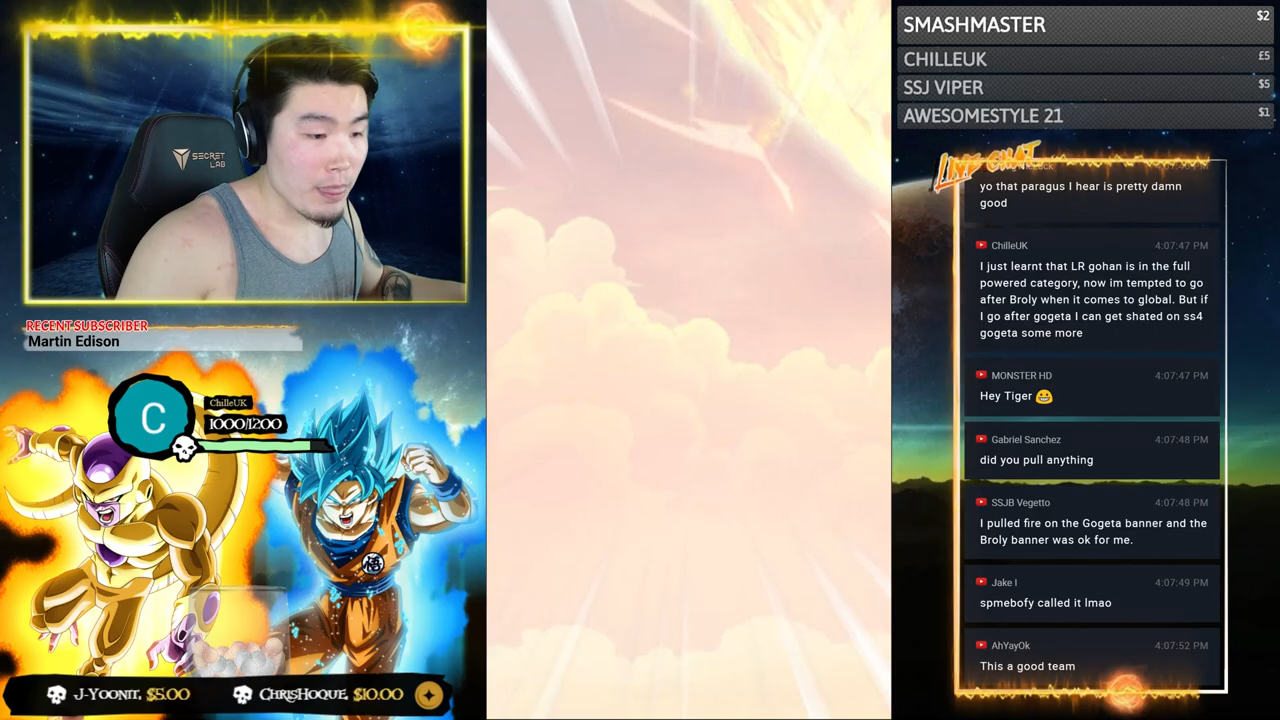 SECRET
LAB
RECENT SUBSCRIBER
Martin Edison
C
ChilleUK
1000/1200
J-Yoonit, $5.00
ChrisHoque, $10.00
SMASHMASTER $2
CHILLEUK £5
SSJ VIPER $5
AWESOMESTYLE 21 $1
LIVE CHAT
yo that paragus I hear is pretty damn
good
ChilleUK 4:07:47 PM
I just learnt that LR gohan is in the full
powered category, now im tempted to go
after Broly when it comes to global. But if
I go after gogeta I can get shated on ss4
gogeta some more
MONSTER HD 4:07:47 PM
Hey Tiger 😀
Gabriel Sanchez 4:07:48 PM
did you pull anything
SSJB Vegetto 4:07:48 PM
I pulled fire on the Gogeta banner and the
Broly banner was ok for me.
Jake I 4:07:49 PM
spmebofy called it lmao
AhYayOk 4:07:52 PM
This a good team